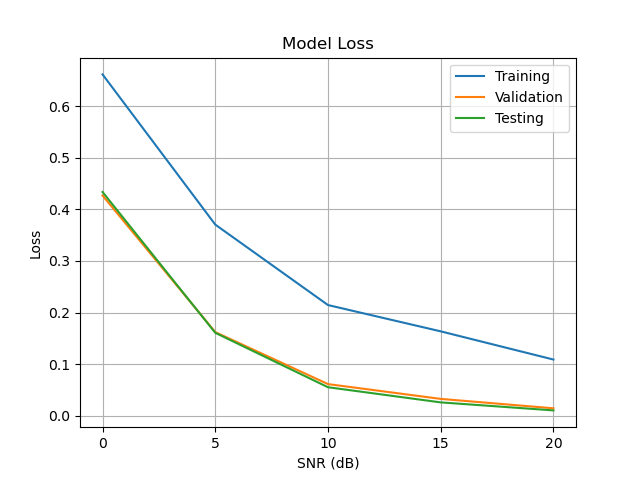 Model Loss
Training
Validation
Testing
Loss
0.6
0.5
0.4
0.3
0.2
0.1
0.0
0 5 10 15 20
SNR (dB)